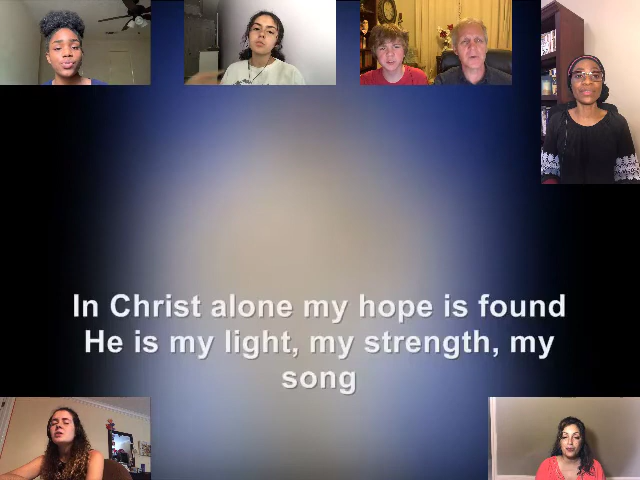 In Christ alone my hope is found
He is my light, my strength, my
song